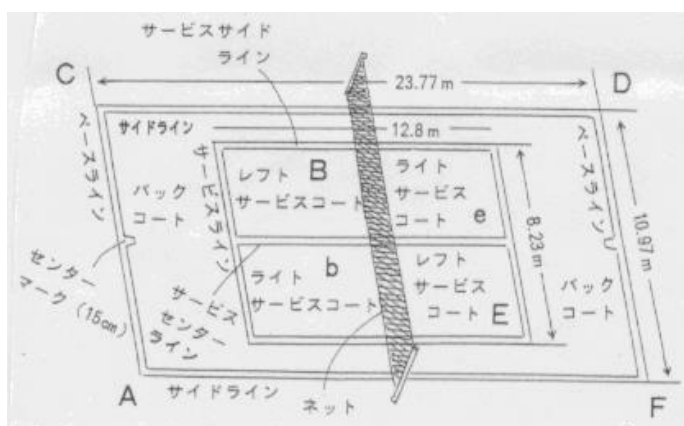 サービスサイド
ライン
C
23.77m
D
サイドライン
12.8m
ベースライン
バック
コート
サービスライン
レフト
サービスコート
B
ライト
サービス
コート
e
8.23m
ベースライン
10.97m
センター
マーク(15cm)
サービス
センター
ライン
ライト
サービスコート
b
レフト
サービス
コート
E
バック
コート
A
サイドライン
ネット
F